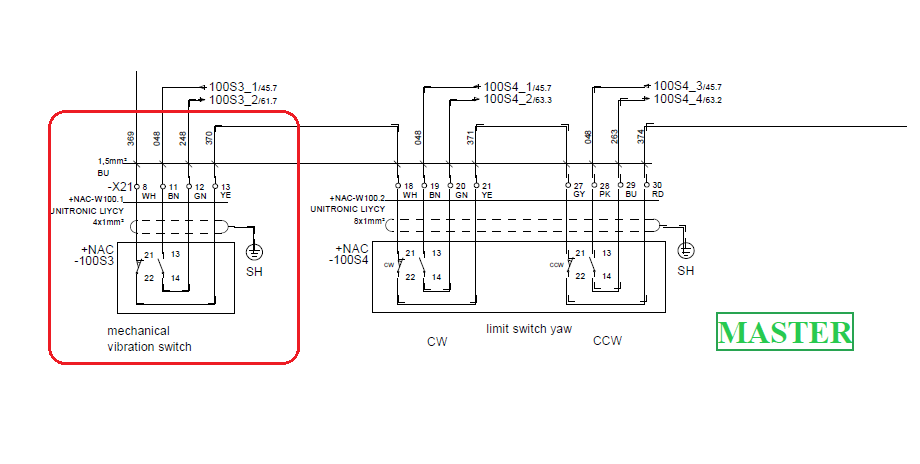 100S3_1/45.7
100S3_2/61.7
100S4_1/45.7
100S4_2/63.3
100S4_3/45.7
100S4_4/63.2
369
048
248
370
048
371
048
263
374
1,5mm²
BU
-X21
8
11
12
13
18
19
20
21
27
28
29
30
WH
BN
GN
YE
WH
BN
GN
YE
GY
PK
BU
RD
+NAC-W100.1
UNITRONIC LIYCY
4x1mm²
+NAC-W100.2
UNITRONIC LIYCY
8x1mm²
SH
SH
+NAC
-100S3
21
13
22
14
+NAC
-100S4
CW
21
13
22
14
CCW
21
13
22
14
mechanical
vibration switch
CW
limit switch yaw
CCW
MASTER